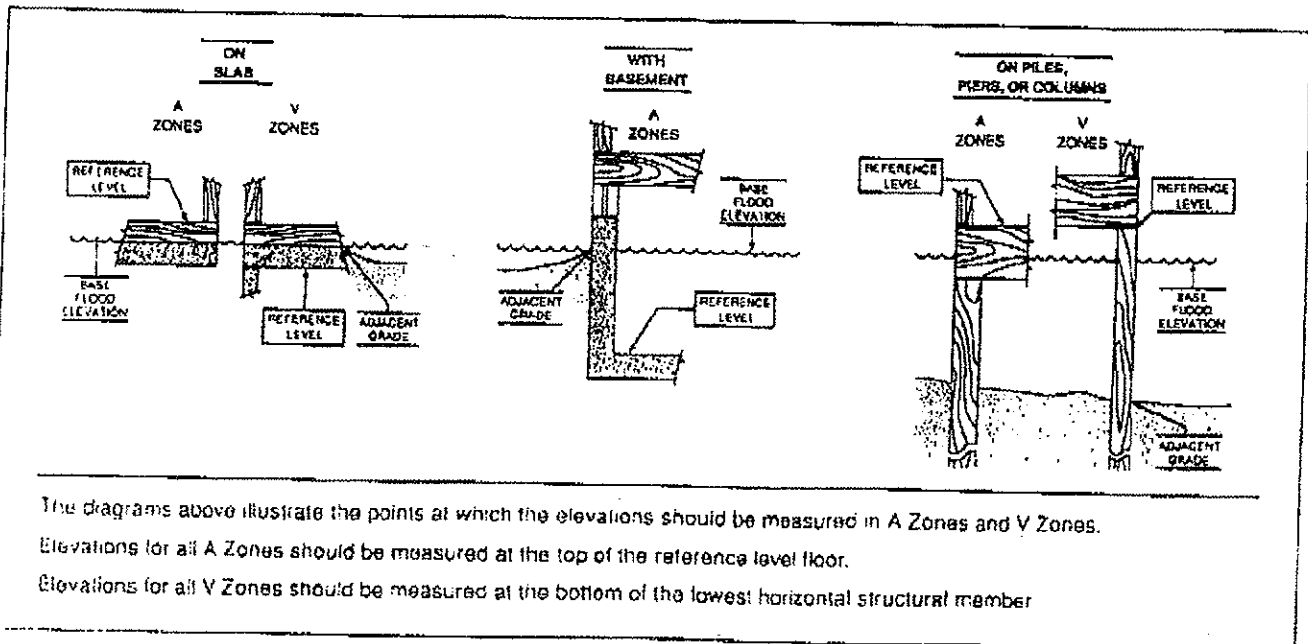 ON
SLAB
A
ZONES
V
ZONES
REFERENCE
LEVEL
BASE
FLOOD
ELEVATION
REFERENCE
LEVEL
ADJACENT
GRADE
WITH
BASEMENT
A
ZONES
BASE
FLOOD
ELEVATION
ADJACENT
GRADE
REFERENCE
LEVEL
ON PILES,
PIERS, OR COLUMNS
A
ZONES
V
ZONES
REFERENCE
LEVEL
REFERENCE
LEVEL
BASE
FLOOD
ELEVATION
ADJACENT
GRADE
The diagrams above illustrate the points at which the elevations should be measured in A Zones and V Zones.
Elevations for all A Zones should be measured at the top of the reference level floor.
Elevations for all V Zones should be measured at the bottom of the lowest horizontal structural member